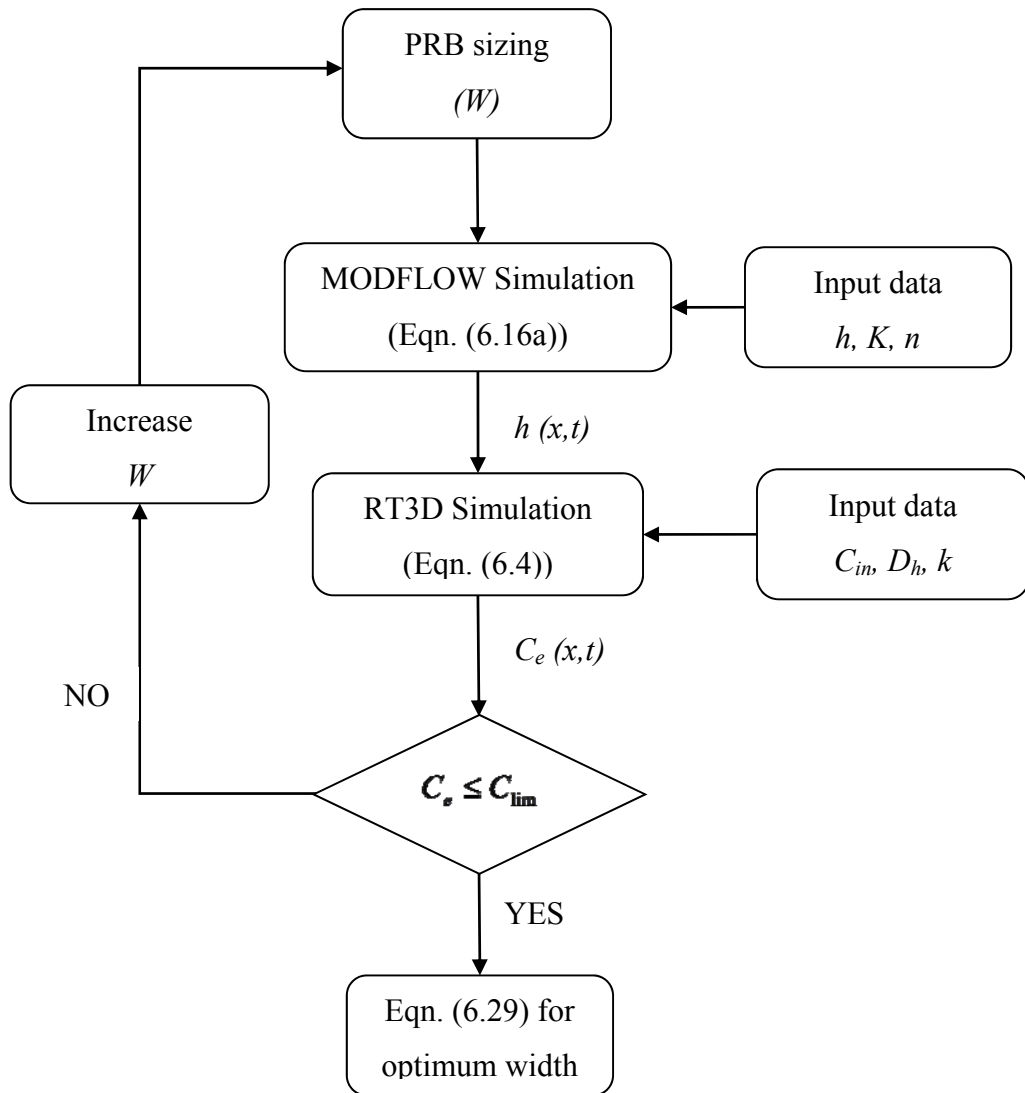 PRB sizing
(W)
MODFLOW Simulation
(Eqn. (6.16a))
Input data
h, K, n
Increase
W
h (x,t)
RT3D Simulation
(Eqn. (6.4))
Input data
C_in, D_h, k
C_e (x,t)
NO
C_e ≤ C_lim
YES
Eqn. (6.29) for
optimum width